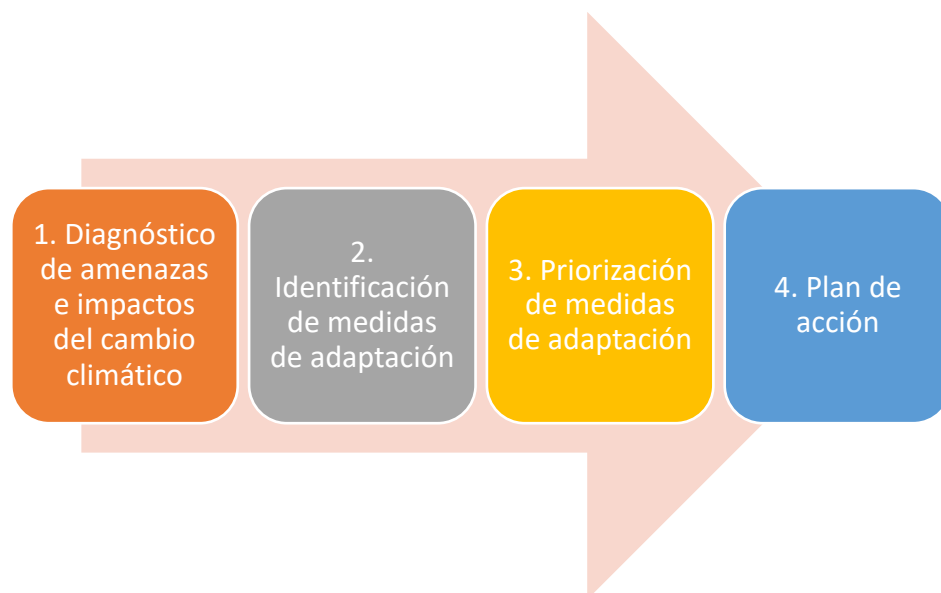 1. Diagnóstico
de amenazas
e impactos
del cambio
climático
2.
Identificación
de medidas
de adaptación
3. Priorización
de medidas
de adaptación
4. Plan de
acción